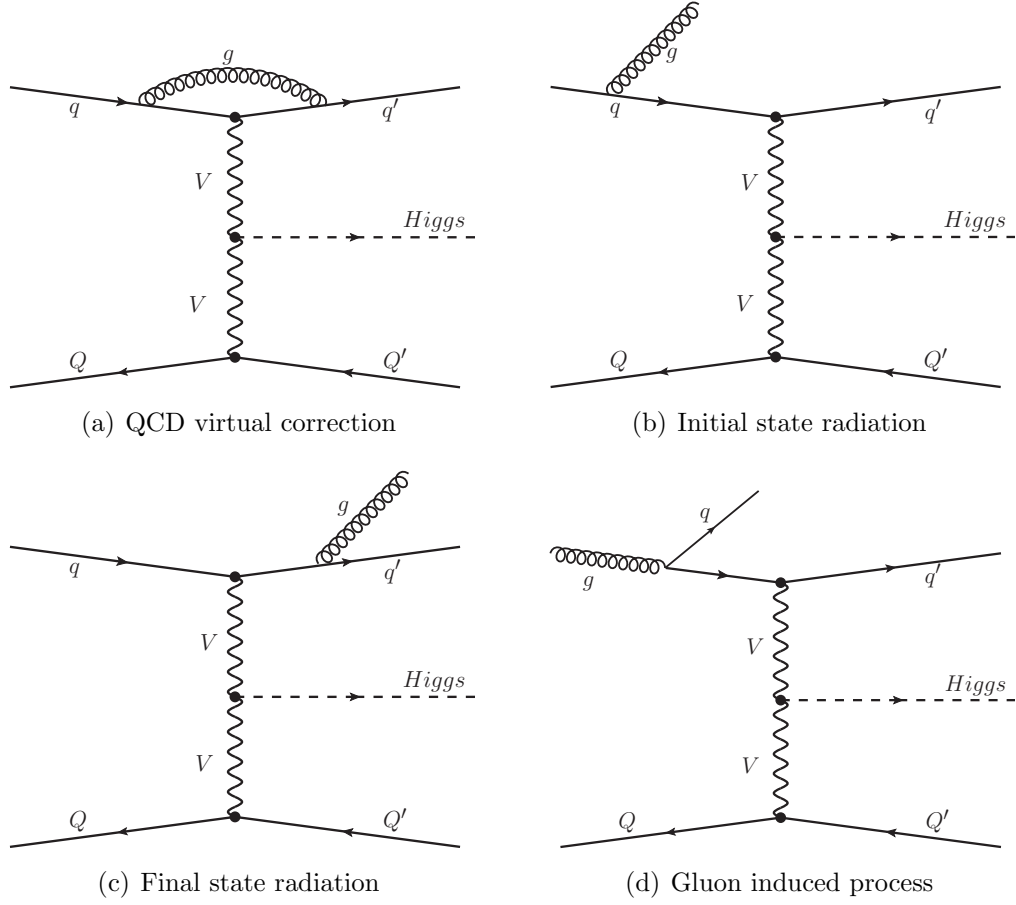 g
q
q′
V
Higgs
V
Q
Q′
(a) QCD virtual correction
g
q
q′
V
Higgs
V
Q
Q′
(b) Initial state radiation
g
q
q′
V
Higgs
V
Q
Q′
(c) Final state radiation
q
g
q′
V
Higgs
V
Q
Q′
(d) Gluon induced process